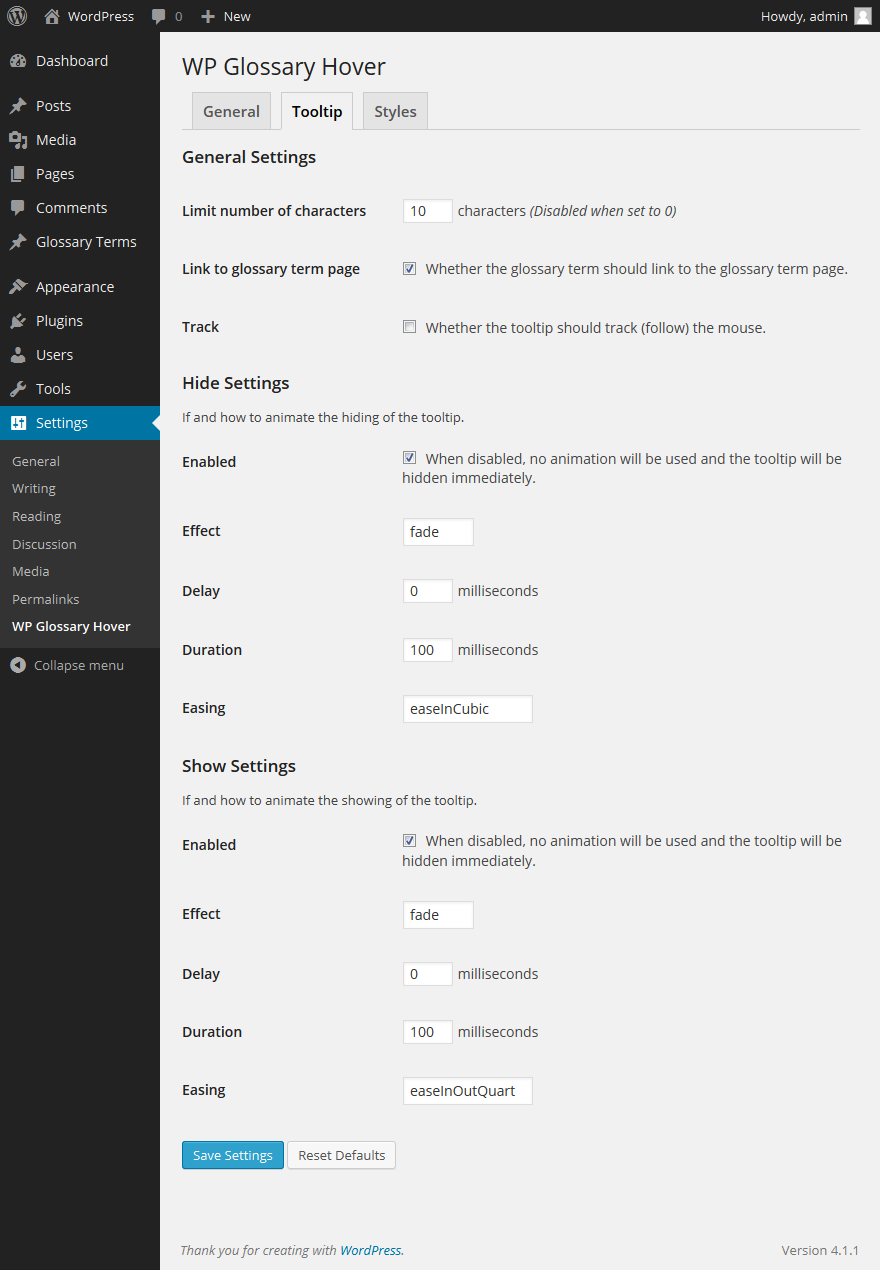 WordPress 0 New Howdy, admin
Dashboard
Posts
Media
Pages
Comments
Glossary Terms
Appearance
Plugins
Users
Tools
Settings
General
Writing
Reading
Discussion
Media
Permalinks
WP Glossary Hover
Collapse menu
WP Glossary Hover
General Tooltip Styles
General Settings
Limit number of characters 10 characters (Disabled when set to 0)
Link to glossary term page Whether the glossary term should link to the glossary term page.
Track Whether the tooltip should track (follow) the mouse.
Hide Settings
If and how to animate the hiding of the tooltip.
Enabled When disabled, no animation will be used and the tooltip will be
hidden immediately.
Effect fade
Delay 0 milliseconds
Duration 100 milliseconds
Easing easeInCubic
Show Settings
If and how to animate the showing of the tooltip.
Enabled When disabled, no animation will be used and the tooltip will be
hidden immediately.
Effect fade
Delay 0 milliseconds
Duration 100 milliseconds
Easing easeInOutQuart
Save Settings Reset Defaults
Thank you for creating with WordPress. Version 4.1.1